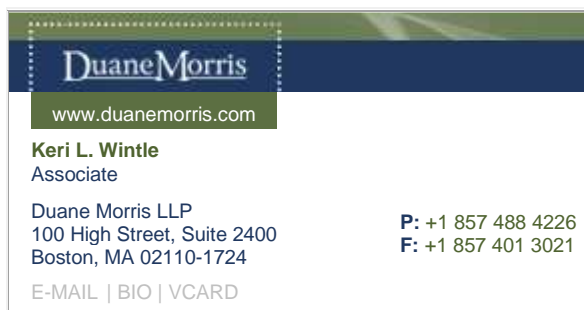 DuaneMorris
www.duanemorris.com
Keri L. Wintle
Associate
Duane Morris LLP
100 High Street, Suite 2400
Boston, MA 02110-1724
P: +1 857 488 4226
F: +1 857 401 3021
E-MAIL | BIO | VCARD